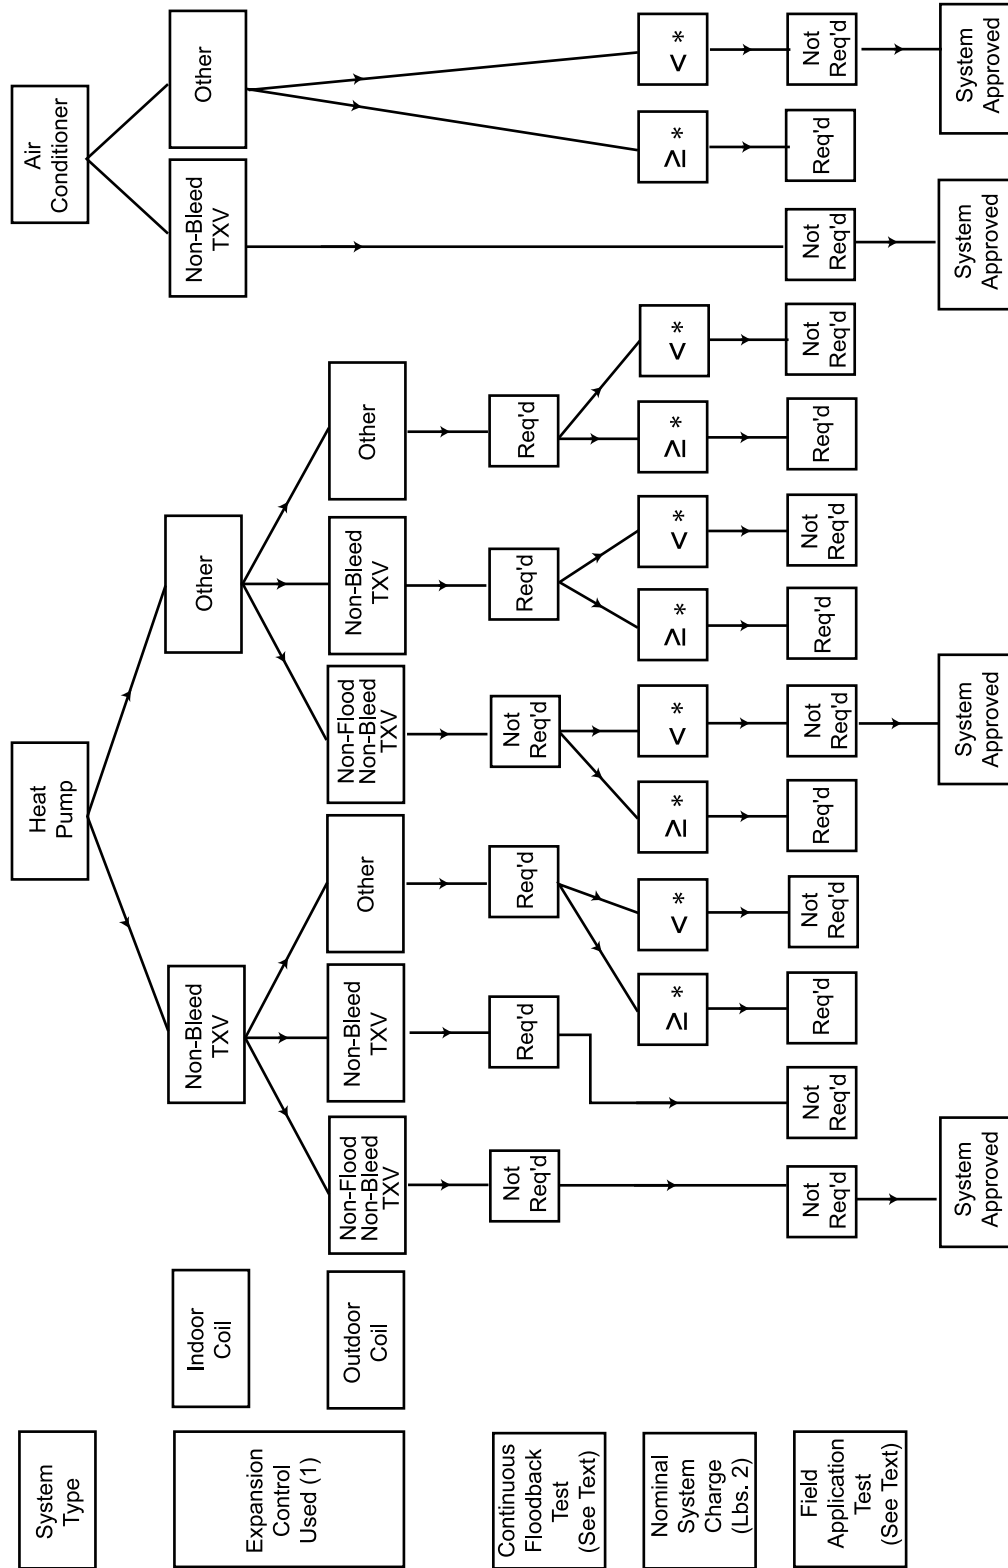 System
Type
Heat
Pump
Air
Conditioner
Expansion
Control
Used (1)
Indoor
Coil
Non-Bleed
TXV
Other
Non-Bleed
TXV
Other
Outdoor
Coil
Non-Flood
Non-Bleed
TXV
Non-Bleed
TXV
Other
Non-Flood
Non-Bleed
TXV
Non-Bleed
TXV
Other
Continuous
Floodback
Test
(See Text)
Not
Req'd
Req'd
Req'd
Not
Req'd
Req'd
Req'd
Nominal
System
Charge
(Lbs. 2)
≥*
<*
≥*
<*
≥*
<*
≥*
<*
≥*
<*
Field
Application
Test
(See Text)
Not
Req'd
Not
Req'd
Req'd
Not
Req'd
Req'd
Not
Req'd
Req'd
Not
Req'd
Req'd
Not
Req'd
Not
Req'd
Req'd
Not
Req'd
System
Approved
System
Approved
System
Approved
System
Approved